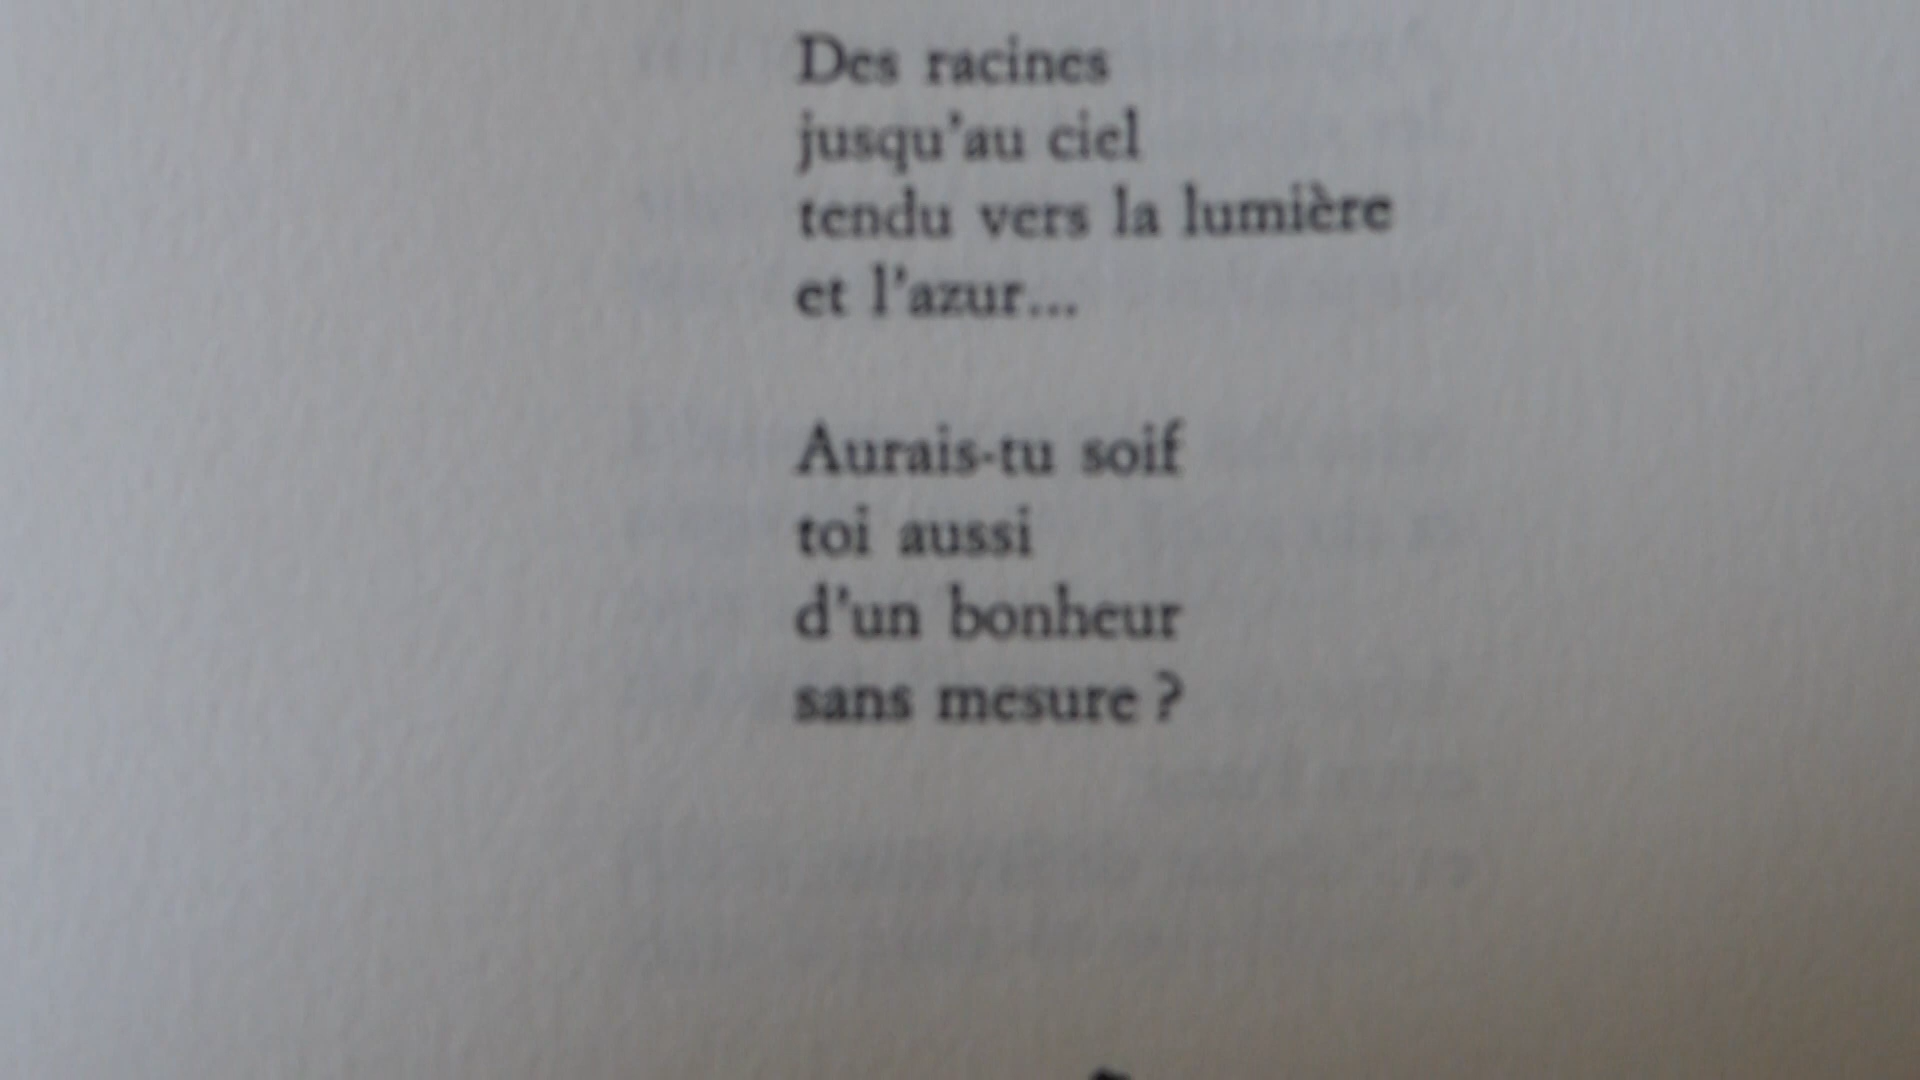 Des racines
jusqu'au ciel
tendu vers la lumière
et l'azur...
Aurais-tu soif
toi aussi
d'un bonheur
sans mesure ?